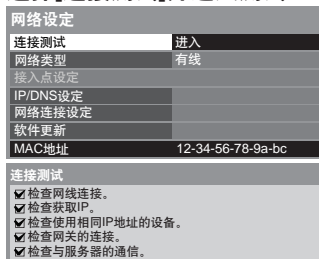 网络设定
连接测试 进入
网络类型 有线
接入点设定
IP/DNS设定
网络连接设定
软件更新
MAC地址 12-34-56-78-9a-bc
连接测试
检查网线连接。
检查获取IP。
检查使用相同IP地址的设备。
检查网关的连接。
检查与服务器的通信。